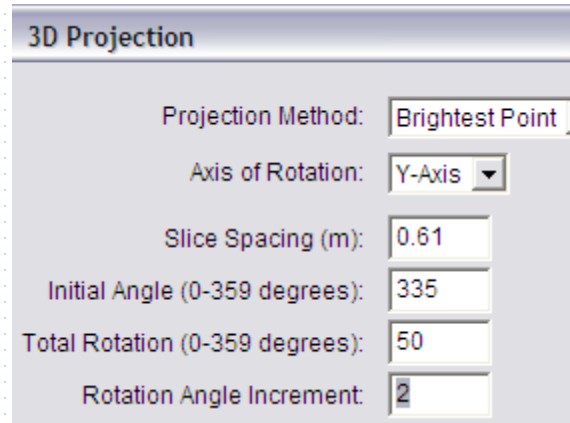 3D Projection
Projection Method: Brightest Point
Axis of Rotation: Y-Axis
Slice Spacing (m): 0.61
Initial Angle (0-359 degrees): 335
Total Rotation (0-359 degrees): 50
Rotation Angle Increment: 2